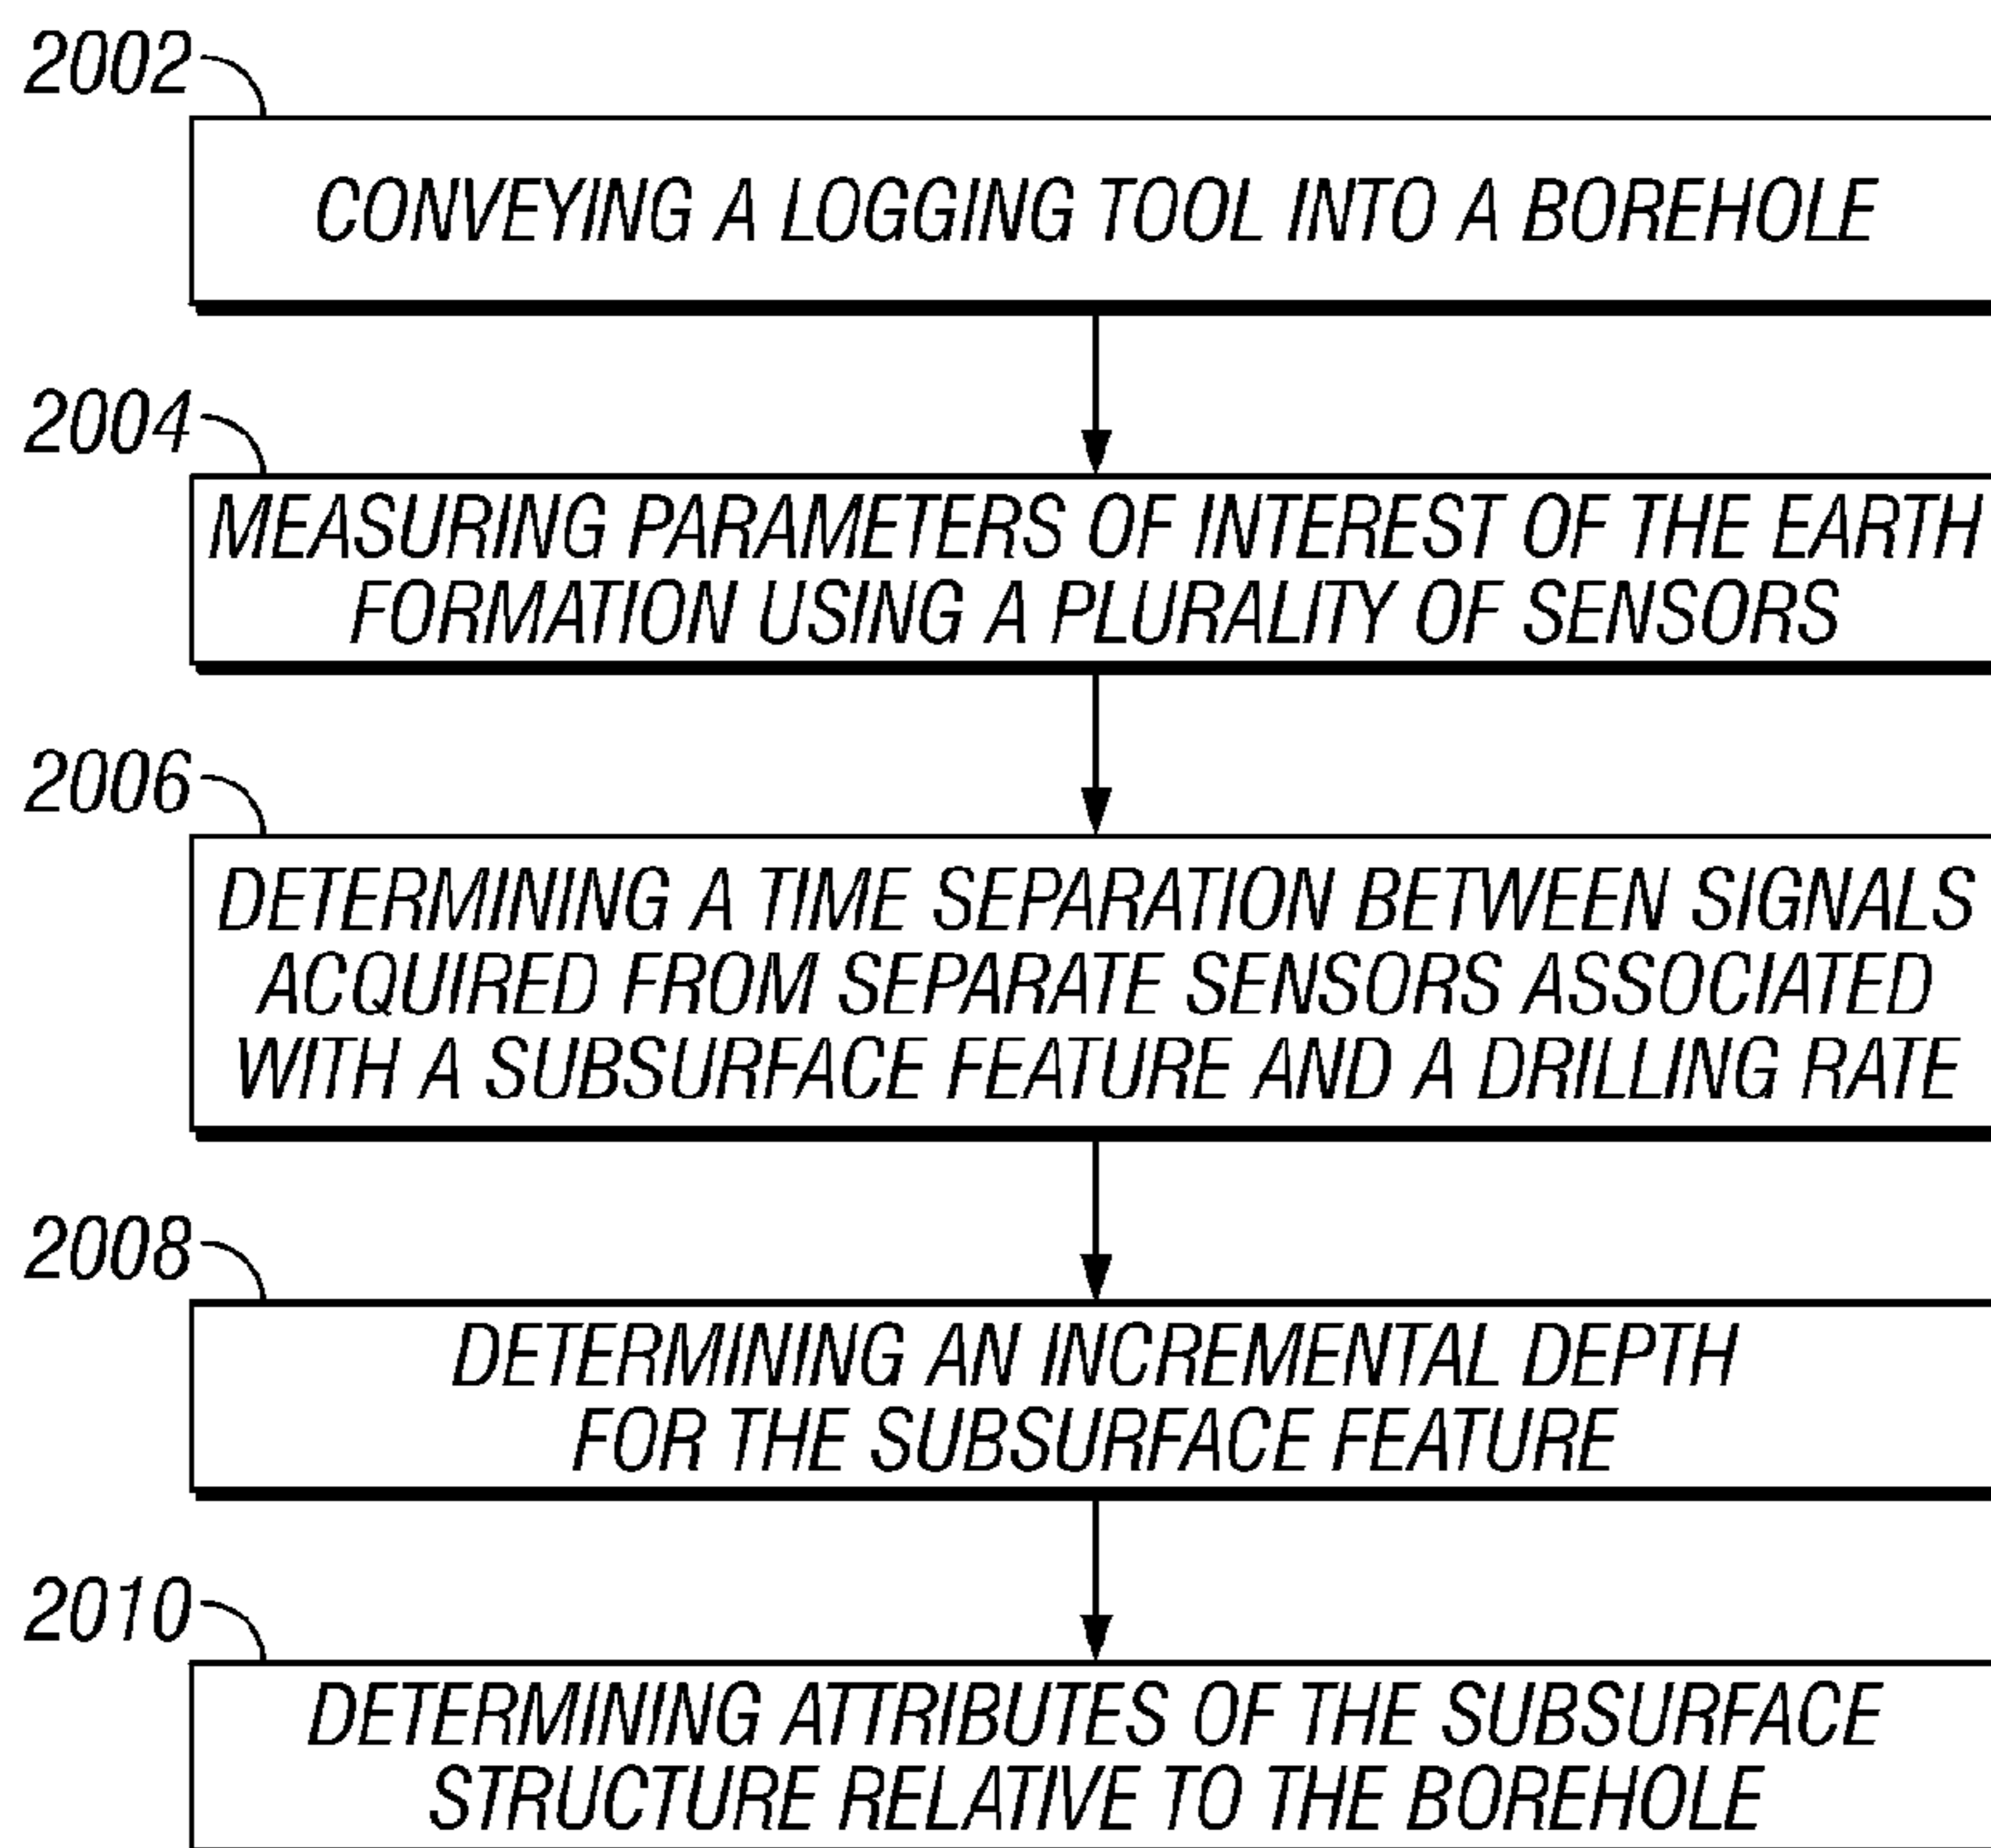 2002
CONVEYING A LOGGING TOOL INTO A BOREHOLE
2004
MEASURING PARAMETERS OF INTEREST OF THE EARTH
FORMATION USING A PLURALITY OF SENSORS
2006
DETERMINING A TIME SEPARATION BETWEEN SIGNALS
ACQUIRED FROM SEPARATE SENSORS ASSOCIATED
WITH A SUBSURFACE FEATURE AND A DRILLING RATE
2008
DETERMINING AN INCREMENTAL DEPTH
FOR THE SUBSURFACE FEATURE
2010
DETERMINING ATTRIBUTES OF THE SUBSURFACE
STRUCTURE RELATIVE TO THE BOREHOLE